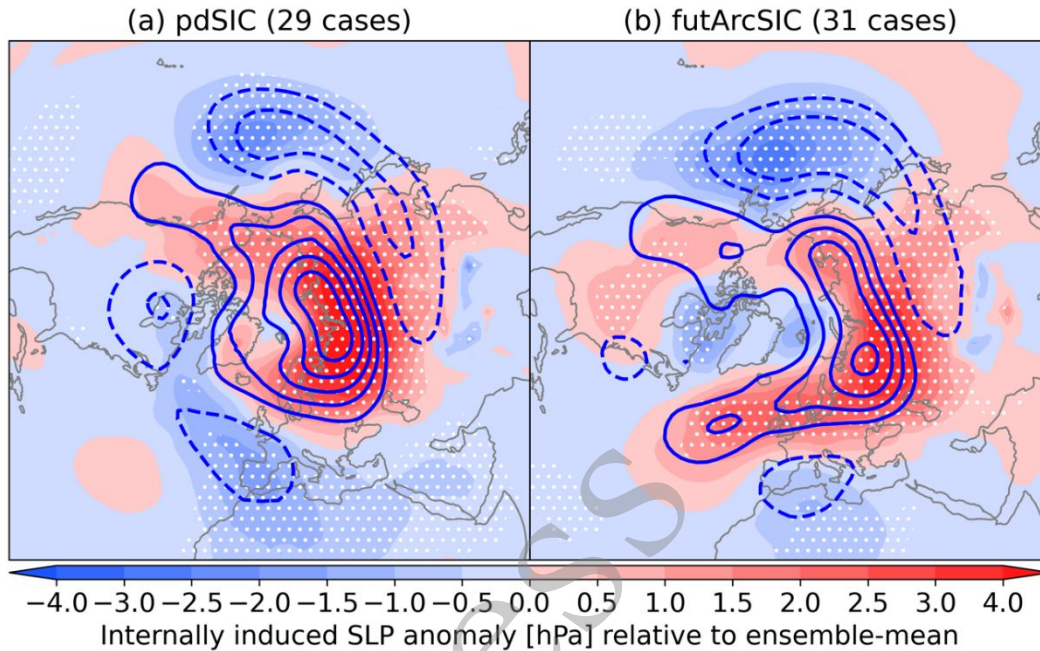 (a) pdSIC (29 cases)
(b) futArcSIC (31 cases)
−4.0 −3.0 −2.5 −2.0 −1.5 −1.0 −0.5 0.0 0.5 1.0 1.5 2.0 2.5 3.0 4.0
Internally induced SLP anomaly [hPa] relative to ensemble-mean